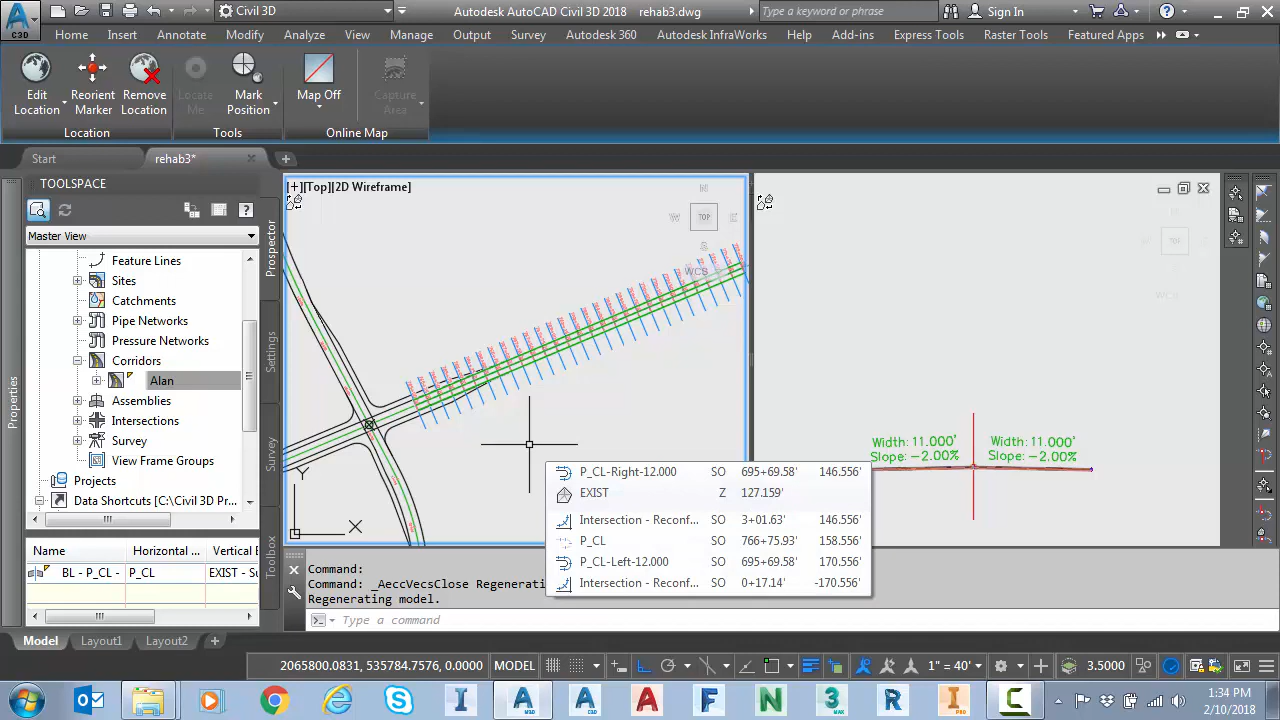 Civil 3D
Autodesk AutoCAD Civil 3D 2018 rehab3.dwg
Type a keyword or phrase
Sign In
C3D
Home Insert Annotate Modify Analyze View Manage Output Survey Autodesk 360 Autodesk InfraWorks Help Add-ins Express Tools Raster Tools Featured Apps
Edit Location
Reorient Marker
Remove Location
Locate Me
Mark Position
Map Off
Capture Area
Location Tools Online Map
Start rehab3*
TOOLSPACE
Master View
Feature Lines
Sites
Catchments
Pipe Networks
Pressure Networks
Corridors
Alan
Assemblies
Intersections
Survey
View Frame Groups
Projects
Data Shortcuts [C:\Civil 3D Pr
Prospector
Settings
Survey
Toolbox
Properties
Name Horizontal ... Vertical E
BL - P_CL - P_CL EXIST - Su
[+][Top][2D Wireframe]
TOP
W
S
WCS
Y
X
Width: 11.000' Width: 11.000'
Slope: -2.00% Slope: -2.00%
P_CL-Right-12.000 SO 695+69.58' 146.556'
EXIST Z 127.159'
Intersection - Reconf... SO 3+01.63' 146.556'
P_CL SO 766+75.93' 158.556'
P_CL-Left-12.000 SO 695+69.58' 170.556'
Intersection - Reconf... SO 0+17.14' -170.556'
Command:
Command: _AeccVsClose Regenerati
Regenerating model.
Type a command
Model Layout1 Layout2
2065800.0831, 535784.7576, 0.0000 MODEL 1" = 40' 3.5000
1:34 PM
2/10/2018